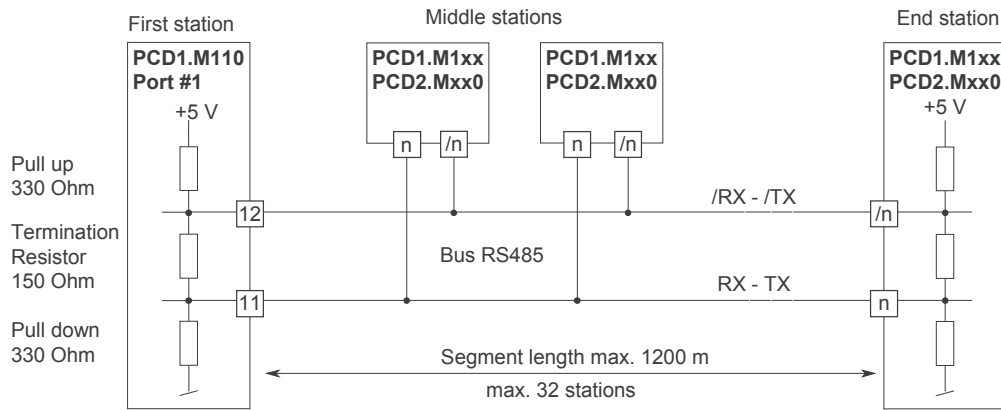 First station
Middle stations
End station
PCD1.M110
Port #1
+5 V
PCD1.M1xx
PCD2.Mxx0
n
/n
PCD1.M1xx
PCD2.Mxx0
n
/n
PCD1.M1xx
PCD2.Mxx0
+5 V
Pull up
330 Ohm
12
/RX - /TX
/n
Termination
Resistor
150 Ohm
Bus RS485
11
RX - TX
n
Pull down
330 Ohm
Segment length max. 1200 m
max. 32 stations